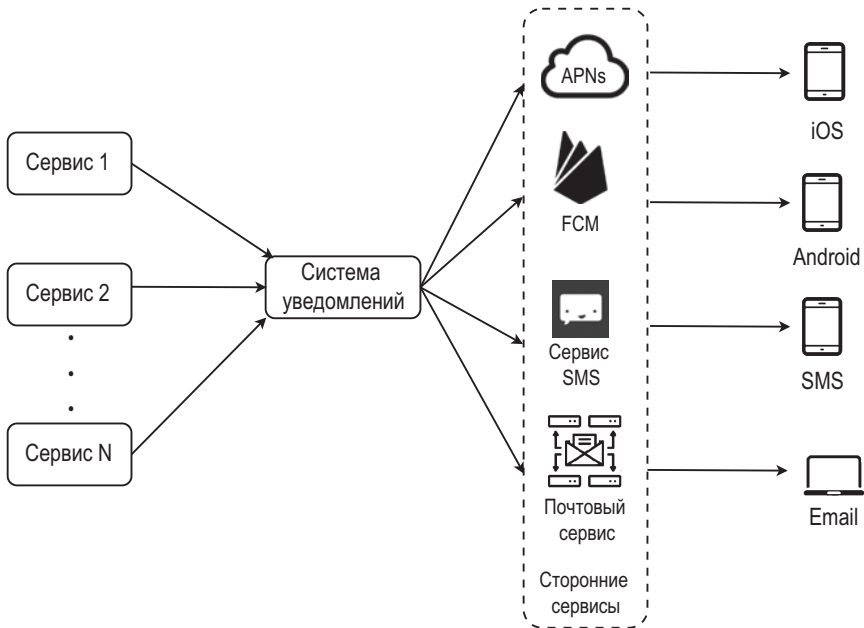 Сервис 1
Сервис 2
Сервис N
Система
уведомлений
APNs
FCM
Сервис
SMS
Почтовый
сервис
Сторонние
сервисы
iOS
Android
SMS
Email